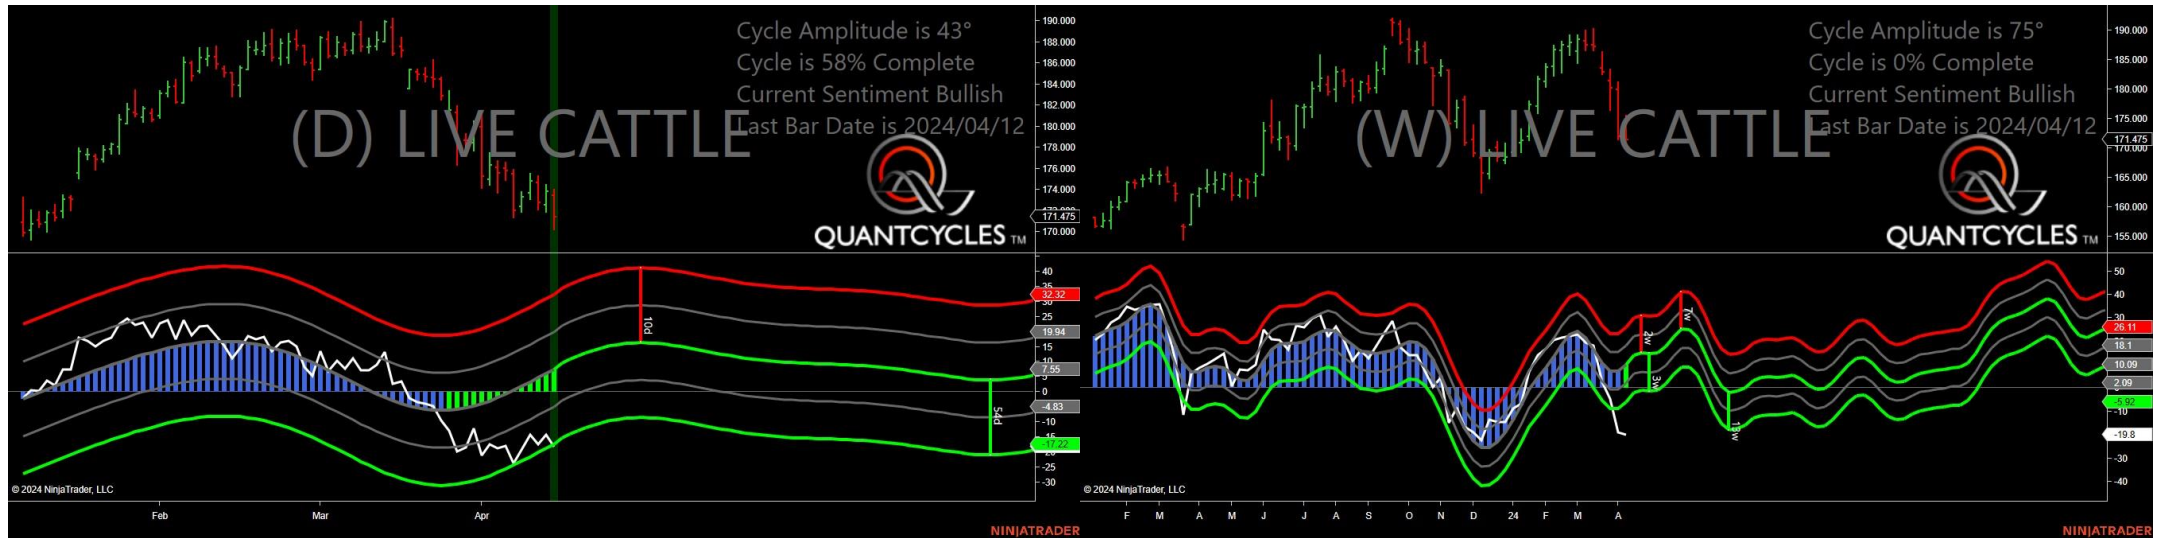 Cycle Amplitude is 43°
Cycle is 58% Complete
Current Sentiment Bullish
Last Bar Date is 2024/04/12
(D) LIVE CATTLE
QUANTCYCLES TM
190.000
188.000
186.000
184.000
182.000
180.000
178.000
176.000
174.000
171.475
170.000
40
32.32
30
25
19.94
15
10
7.55
5
-4.83
-10
-15
-17.22
-25
-30
10d
54d
© 2024 NinjaTrader, LLC
Feb Mar Apr
NINJATRADER
Cycle Amplitude is 75°
Cycle is 0% Complete
Current Sentiment Bullish
Last Bar Date is 2024/04/12
(W) LIVE CATTLE
QUANTCYCLES TM
190.000
185.000
180.000
175.000
171.475
170.000
165.000
160.000
155.000
50
40
30
26.11
18.1
10.09
2.09
-5.92
-10
-19.8
-30
-40
2w
7w
3w
13w
© 2024 NinjaTrader, LLC
F M A M J J A S O N D 24 F M A
NINJATRADER